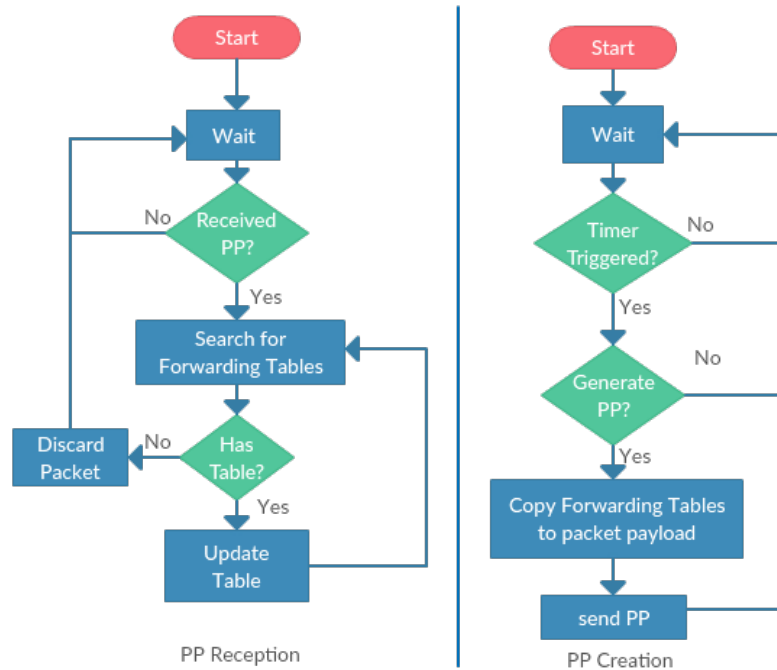 Start
Wait
Received
PP?
No
Yes
Search for
Forwarding Tables
Has
Table?
No
Discard
Packet
Yes
Update
Table
PP Reception
Start
Wait
Timer
Triggered?
No
Yes
Generate
PP?
No
Yes
Copy Forwarding Tables
to packet payload
send PP
PP Creation